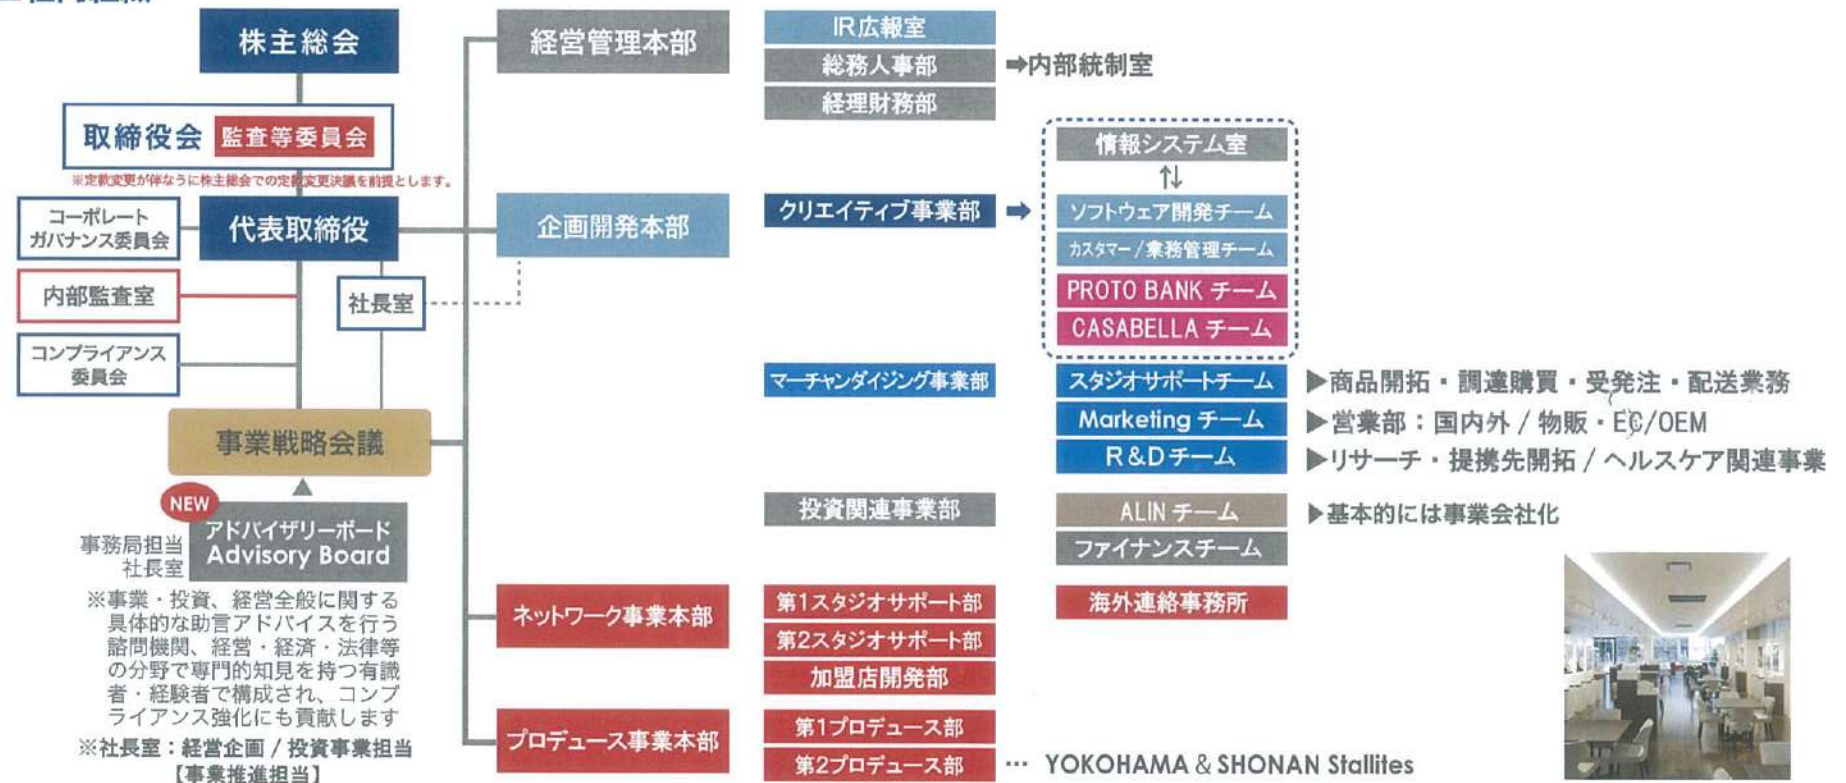 株主総会
取締役会 監査等委員会
※定款変更が伴なうに株主総会での定款変更決議を前提とします。
コーポレート
ガバナンス委員会
代表取締役
内部監査室
社長室
コンプライアンス
委員会
事業戦略会議
NEW
アドバイザリーボード
Advisory Board
事務局担当
社長室
※事業・投資、経営全般に関する
具体的な助言アドバイスを行う
諮問機関、経営・経済・法律等
の分野で専門的知見を持つ有識
者・経験者で構成され、コンプ
ライアンス強化にも貢献します
※社長室：経営企画 / 投資事業担当
【事業推進担当】
経営管理本部
IR広報室
総務人事部 ➡内部統制室
経理財務部
企画開発本部
クリエイティブ事業部 ➡
情報システム室
↑↓
ソフトウェア開発チーム
カスタマー / 業務管理チーム
PROTO BANK チーム
CASABELLA チーム
マーチャンダイジング事業部
スタジオサポートチーム ▶商品開拓・調達購買・受発注・配送業務
Marketing チーム ▶営業部：国内外 / 物販・EC/OEM
R&Dチーム ▶リサーチ・提携先開拓 / ヘルスケア関連事業
投資関連事業部
ALIN チーム ▶基本的には事業会社化
ファイナンスチーム
ネットワーク事業本部
第1スタジオサポート部
第2スタジオサポート部
加盟店開発部
海外連絡事務所
プロデュース事業本部
第1プロデュース部
第2プロデュース部 … YOKOHAMA & SHONAN Stallites